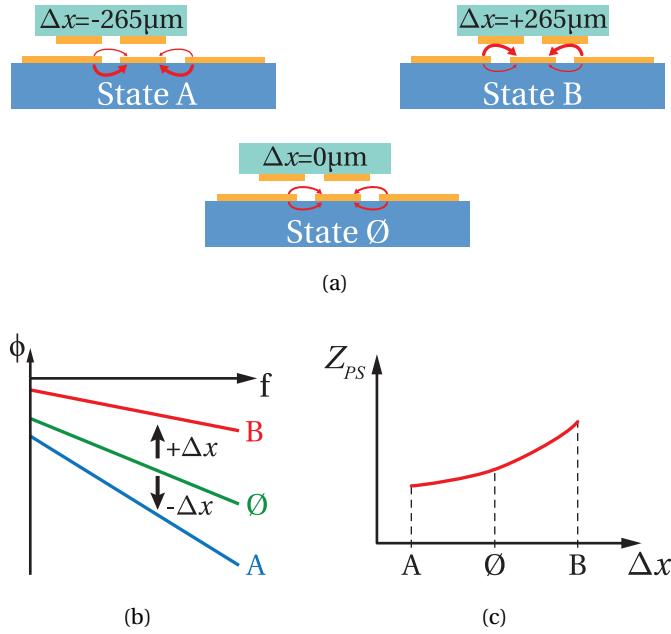 Δx=-265μm
State A
Δx=+265μm
State B
Δx=0μm
State Ø
(a)
ϕ
f
B
+Δx
Ø
-Δx
A
(b)
Z_PS
A
Ø
B
Δx
(c)